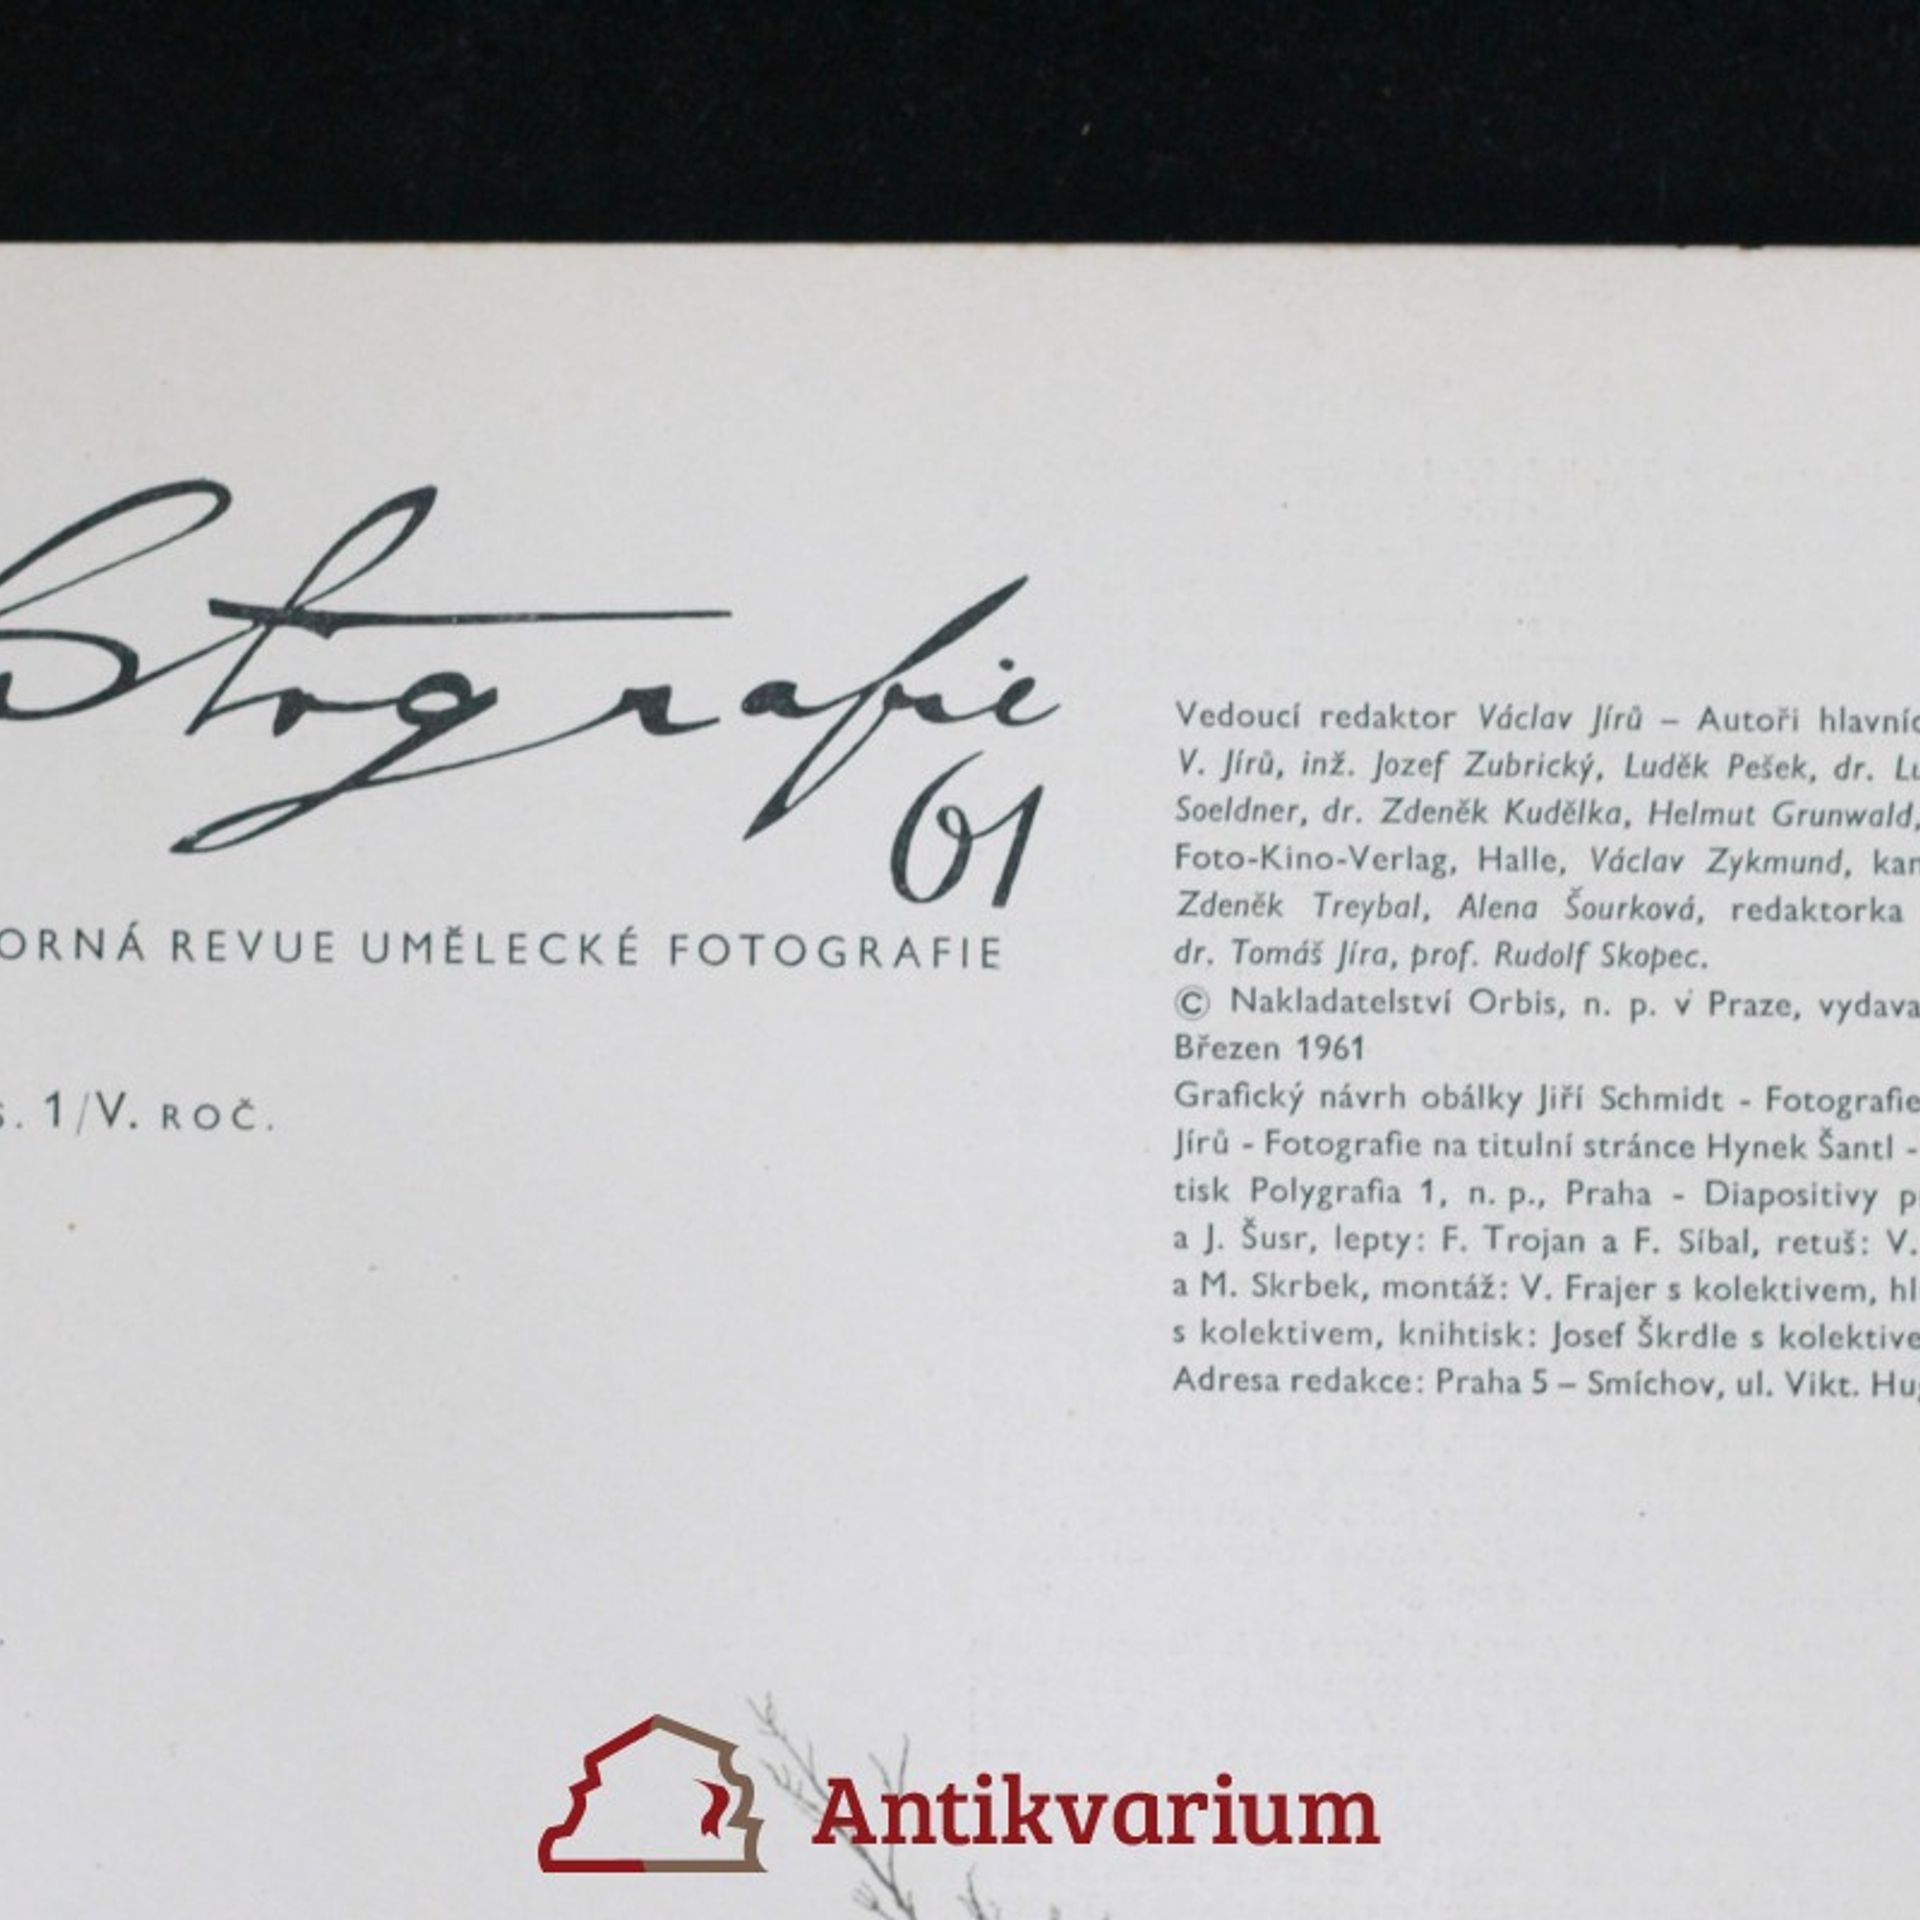 fotografie
61
ORNÁ REVUE UMĚLECKÉ FOTOGRAFIE
s. 1/V. ROČ.
Vedoucí redaktor Václav Jírů – Autoři hlavníc
V. Jírů, inž. Jozef Zubrický, Luděk Pešek, dr. Lu
Soeldner, dr. Zdeněk Kudělka, Helmut Grunwald,
Foto-Kino-Verlag, Halle, Václav Zykmund, kan
Zdeněk Treybal, Alena Šourková, redaktorka
dr. Tomáš Jíra, prof. Rudolf Skopec.
© Nakladatelství Orbis, n. p. v Praze, vydava
Březen 1961
Grafický návrh obálky Jiří Schmidt - Fotografie
Jírů - Fotografie na titulní stránce Hynek Šantl -
tisk Polygrafia 1, n. p., Praha - Diapositivy p
a J. Šusr, lepty: F. Trojan a F. Síbal, retuš: V.
a M. Skrbek, montáž: V. Frajer s kolektivem, hl
s kolektivem, knihtisk: Josef Škrdle s kolektive
Adresa redakce: Praha 5 – Smíchov, ul. Vikt. Hu
Antikvarium